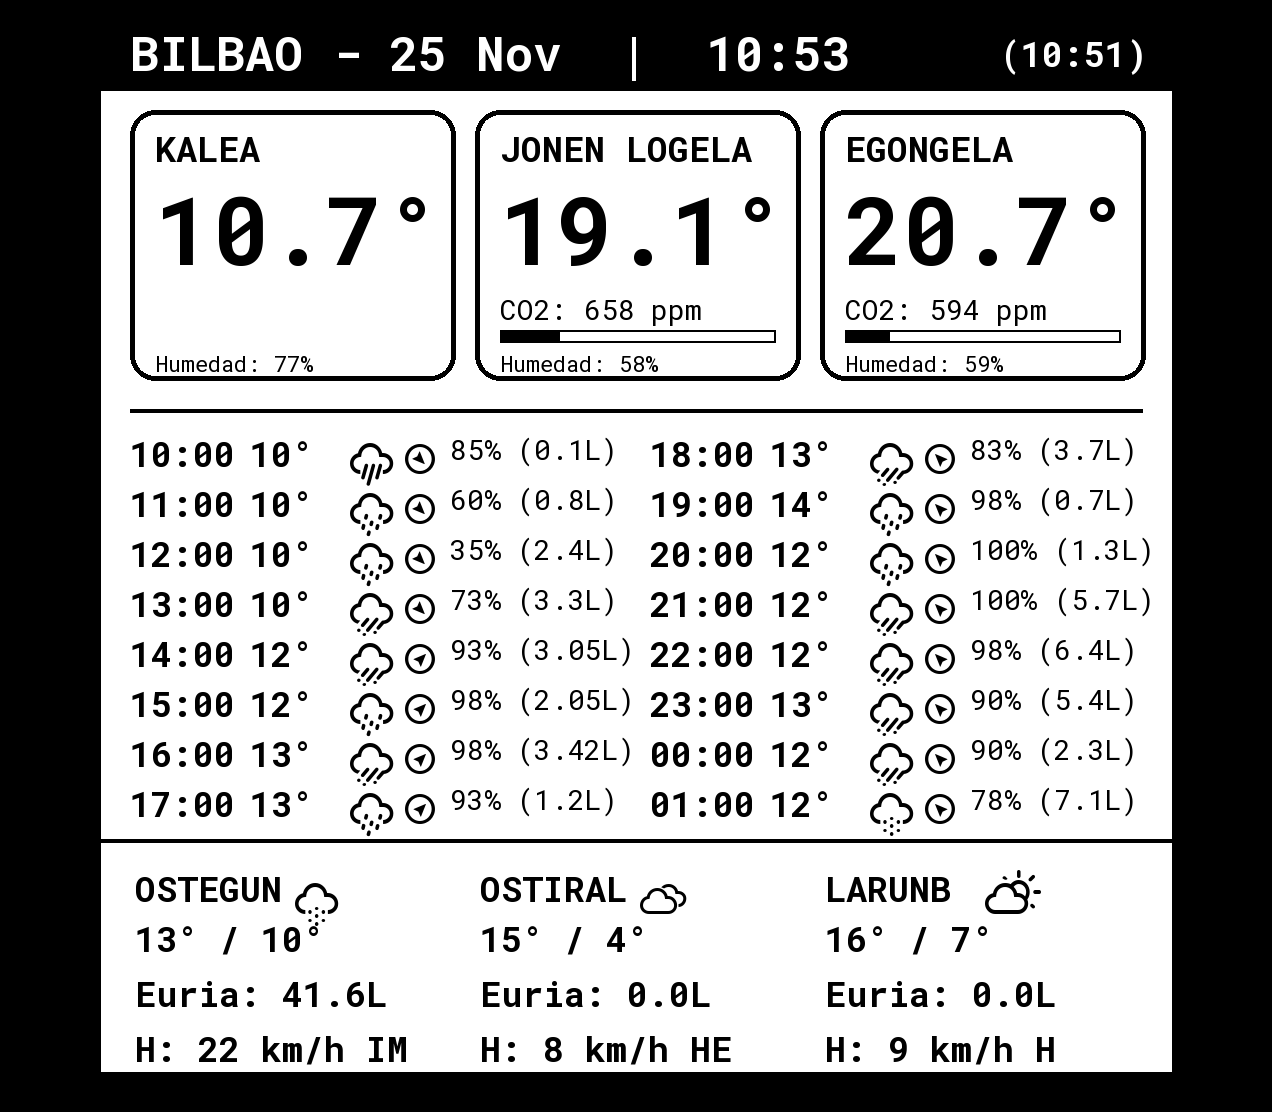 BILBAO - 25 Nov | 10:53 (10:51)
KALEA
10.7°
Humedad: 77%
JONEN LOGELA
19.1°
CO2: 658 ppm
Humedad: 58%
EGONGELA
20.7°
CO2: 594 ppm
Humedad: 59%
10:00 10° 85% (0.1L)
11:00 10° 60% (0.8L)
12:00 10° 35% (2.4L)
13:00 10° 73% (3.3L)
14:00 12° 93% (3.05L)
15:00 12° 98% (2.05L)
16:00 13° 98% (3.42L)
17:00 13° 93% (1.2L)
18:00 13° 83% (3.7L)
19:00 14° 98% (0.7L)
20:00 12° 100% (1.3L)
21:00 12° 100% (5.7L)
22:00 12° 98% (6.4L)
23:00 13° 90% (5.4L)
00:00 12° 90% (2.3L)
01:00 12° 78% (7.1L)
OSTEGUN
13° / 10°
Euria: 41.6L
H: 22 km/h IM
OSTIRAL
15° / 4°
Euria: 0.0L
H: 8 km/h HE
LARUNB
16° / 7°
Euria: 0.0L
H: 9 km/h H